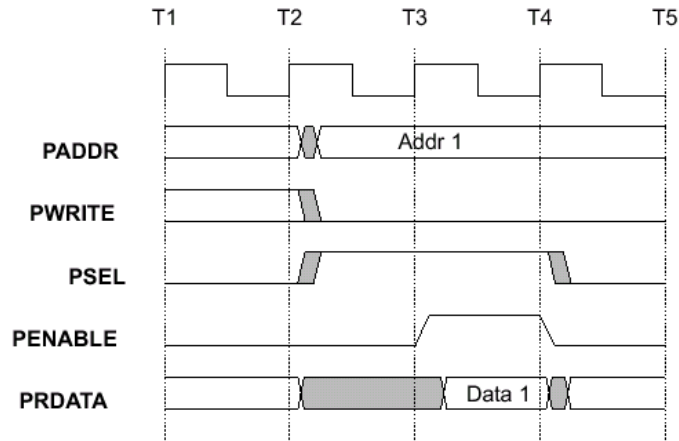 T1 T2 T3 T4 T5
PADDR Addr 1
PWRITE
PSEL
PENABLE
PRDATA Data 1